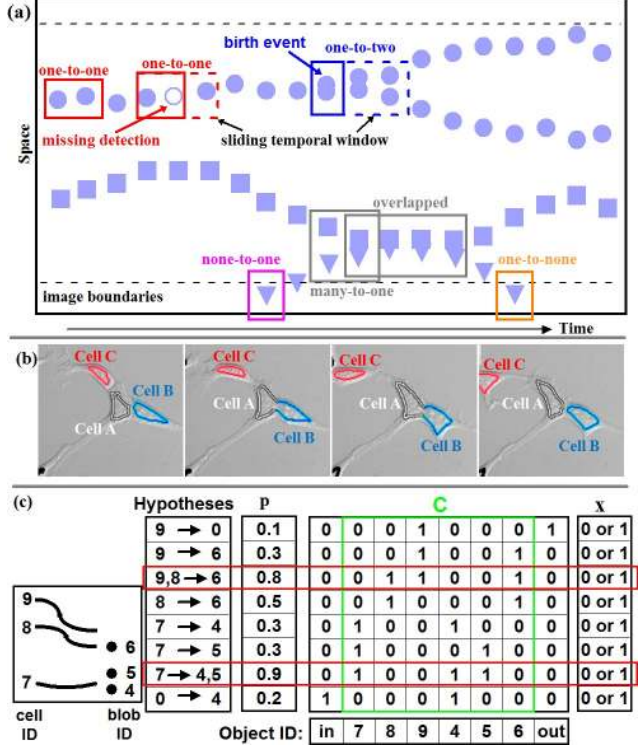 (a)
birth event
one-to-two
one-to-one
one-to-one
missing detection
sliding temporal window
Space
overlapped
none-to-one
one-to-none
many-to-one
image boundaries
Time
(b)
Cell C
Cell B
Cell A
Cell C
Cell A
Cell B
Cell C
Cell A
Cell B
Cell C
Cell A
Cell B
(c)
Hypotheses p C x
9 → 0 0.1 0 0 0 1 0 0 0 1 0 or 1
9 → 6 0.3 0 0 0 1 0 0 1 0 0 or 1
9,8 → 6 0.8 0 0 1 1 0 0 1 0 0 or 1
8 → 6 0.5 0 0 1 0 0 0 1 0 0 or 1
7 → 4 0.3 0 1 0 0 1 0 0 0 0 or 1
7 → 5 0.3 0 1 0 0 0 1 0 0 0 or 1
7 → 4,5 0.9 0 1 0 0 1 1 0 0 0 or 1
0 → 4 0.2 1 0 0 0 1 0 0 0 0 or 1
9
8
6
7
5
4
cell ID
blob ID
Object ID: in 7 8 9 4 5 6 out